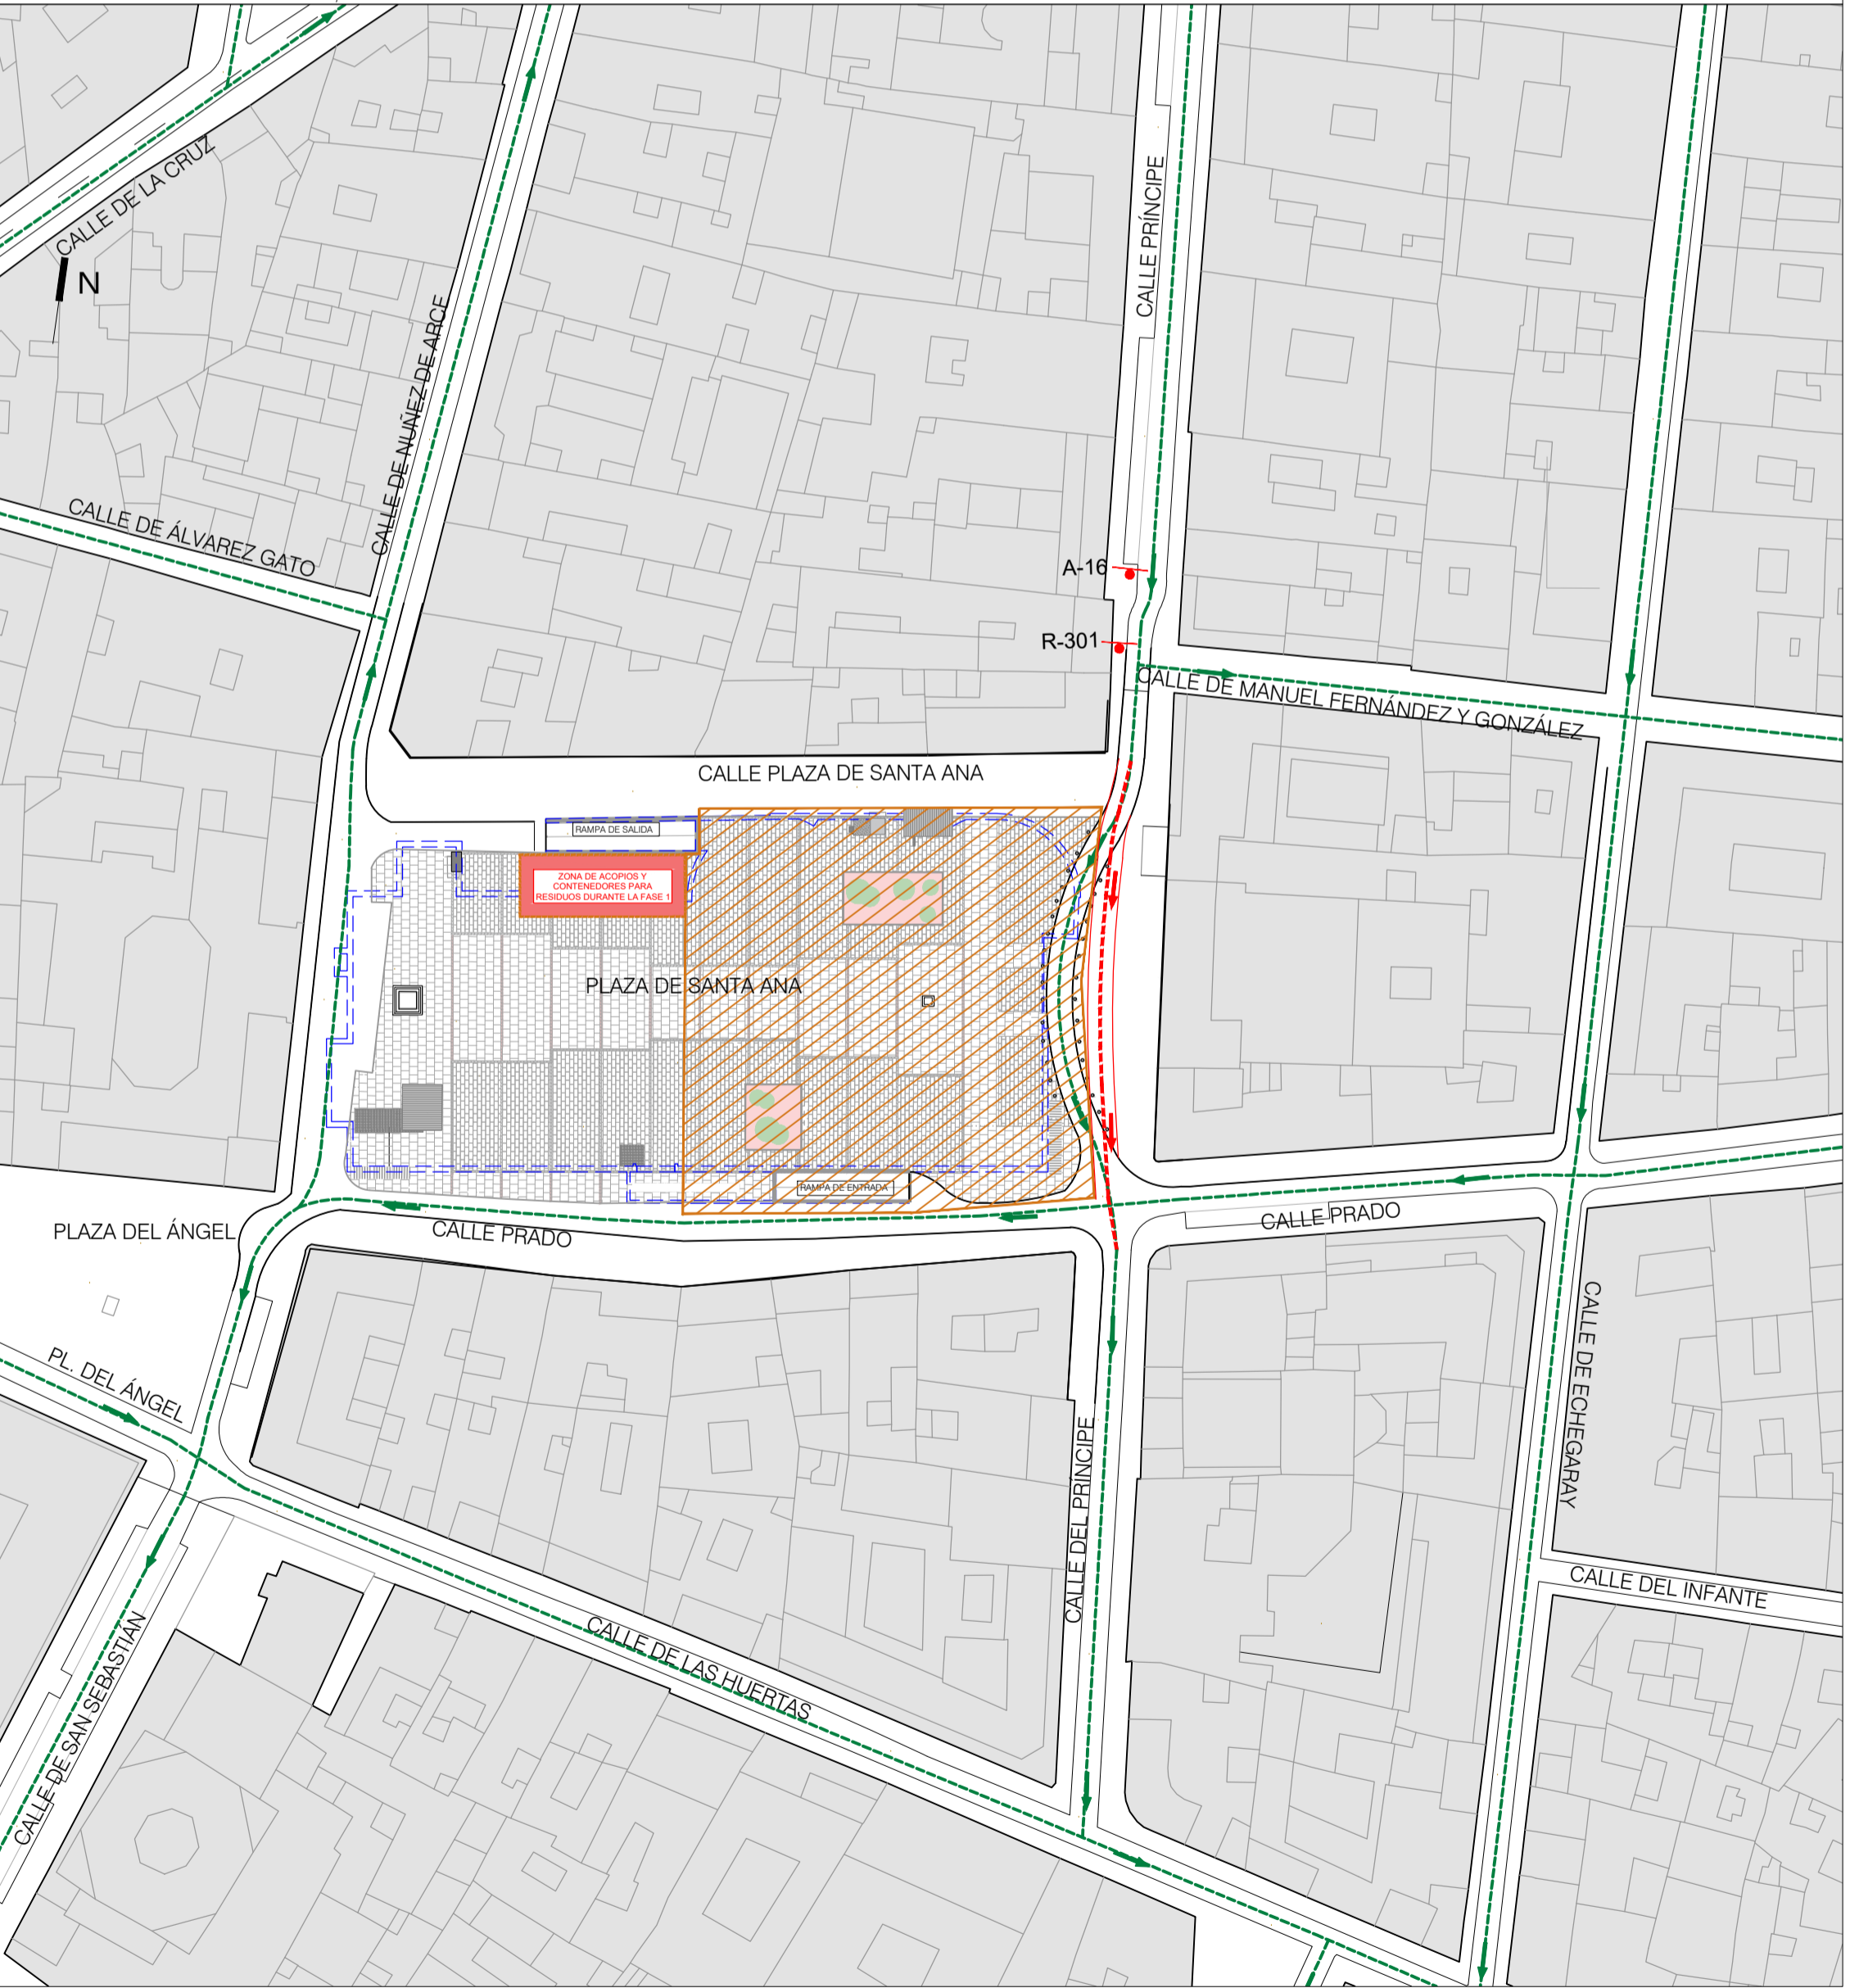 CALLE DE LA CRUZ
N
CALLE PRÍNCIPE
CALLE DE NUÑEZ DE ARCE
CALLE DE ÁLVAREZ GATO
A-16
R-301
CALLE DE MANUEL FERNÁNDEZ Y GONZÁLEZ
CALLE PLAZA DE SANTA ANA
RAMPA DE SALIDA
ZONA DE ACOPIOS Y
CONTENEDORES PARA
RESIDUOS DURANTE LA FASE 1
PLAZA DE SANTA ANA
RAMPA DE ENTRADA
PLAZA DEL ÁNGEL
CALLE PRADO
CALLE PRADO
CALLE DE ECHEGARAY
PL. DEL ÁNGEL
CALLE DEL PRÍNCIPE
CALLE DEL INFANTE
CALLE DE LAS HUERTAS
CALLE DE SAN SEBASTIÁN